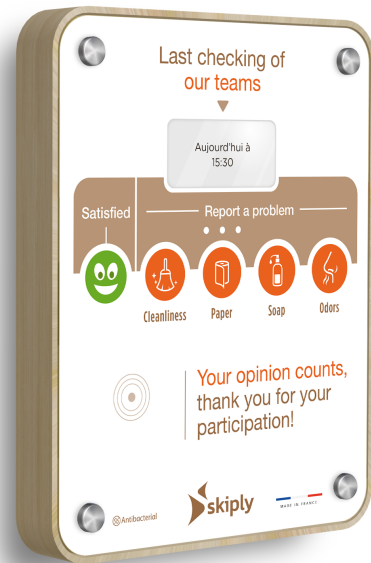 Last checking of
our teams
Aujourd'hui à
15:30
Satisfied
Report a problem
Cleanliness
Paper
Soap
Odors
Your opinion counts,
thank you for your
participation!
Antibacterial
skiply
MADE IN FRANCE